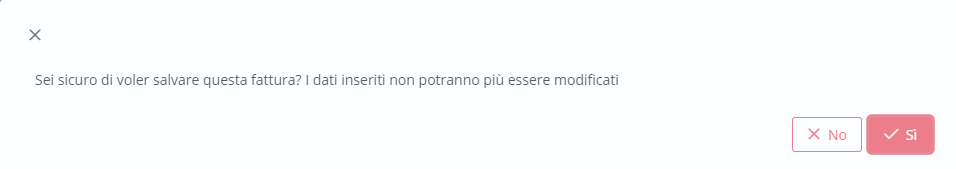 Sei sicuro di voler salvare questa fattura? I dati inseriti non potranno più essere modificati
No
Sì